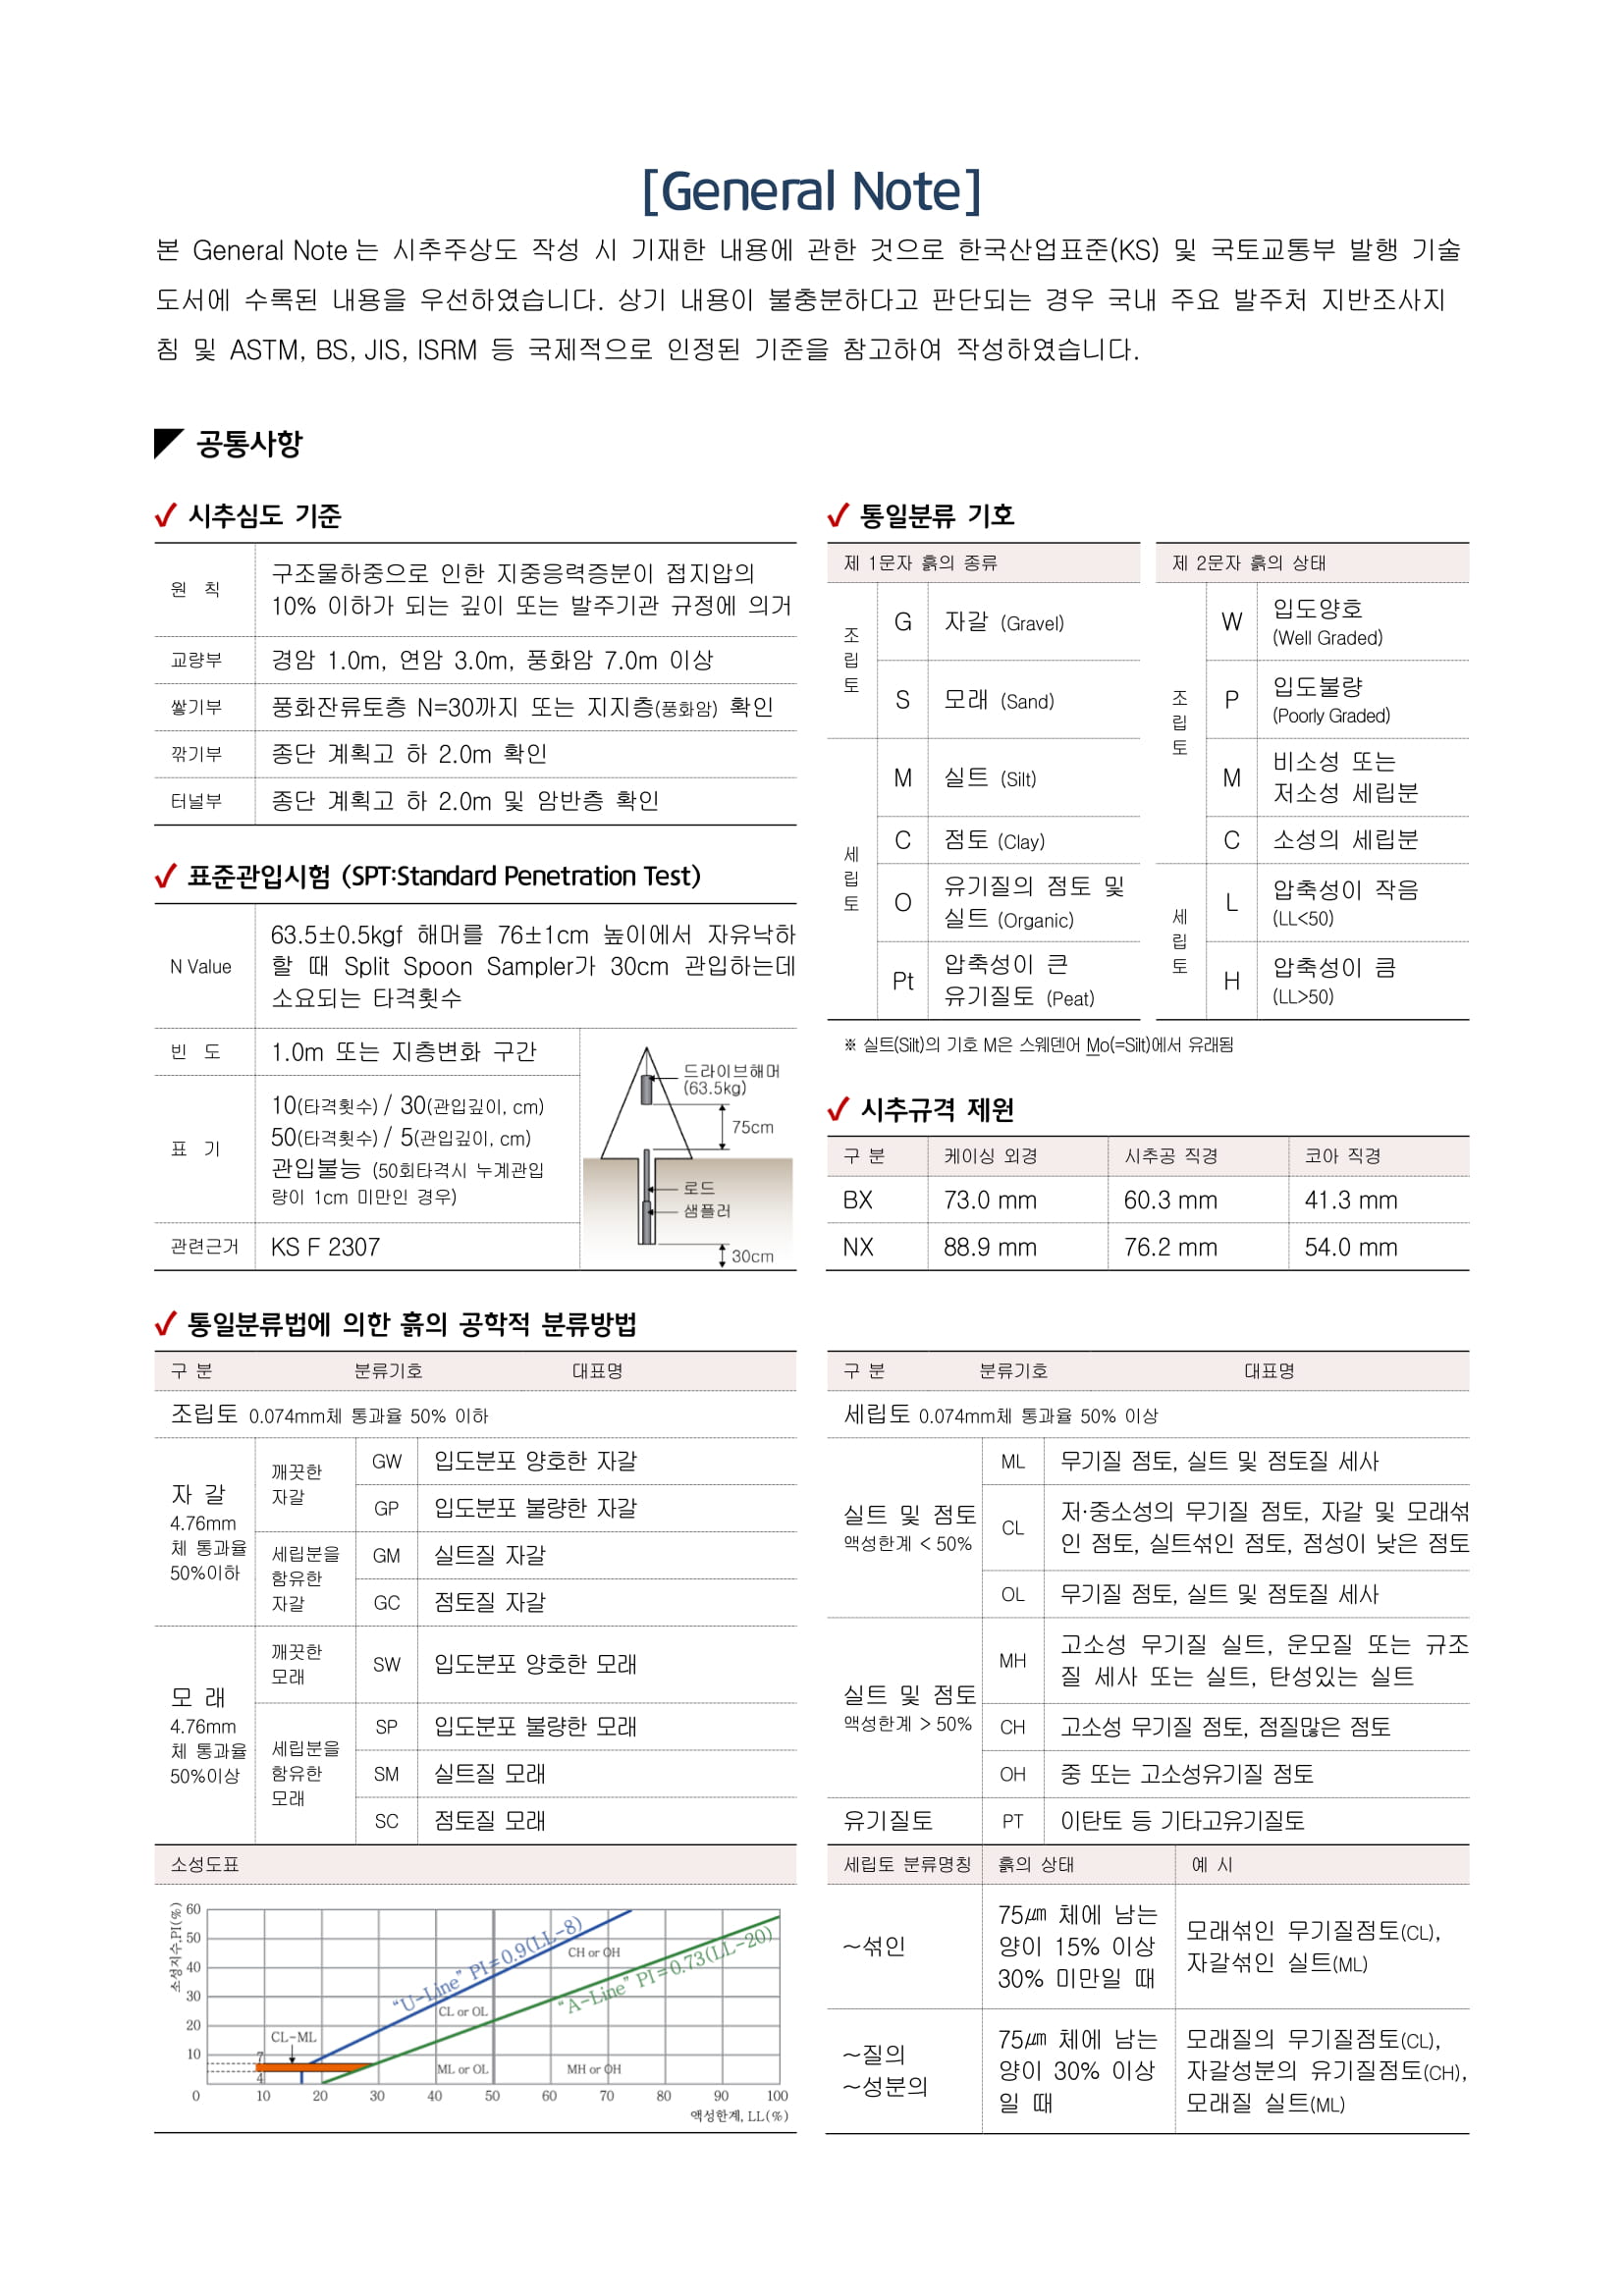 [General Note]
본 General Note는 시추주상도 작성 시 기재한 내용에 관한 것으로 한국산업표준(KS) 및 국토교통부 발행 기술
도서에 수록된 내용을 우선하였습니다. 상기 내용이 불충분하다고 판단되는 경우 국내 주요 발주처 지반조사지
침 및 ASTM, BS, JIS, ISRM 등 국제적으로 인정된 기준을 참고하여 작성하였습니다.
공통사항
시추심도 기준
원 칙
구조물하중으로 인한 지중응력증분이 접지압의
10% 이하가 되는 깊이 또는 발주기관 규정에 의거
교량부 경암 1.0m, 연암 3.0m, 풍화암 7.0m 이상
쌓기부 풍화잔류토층 N=30까지 또는 지지층(풍화암) 확인
깎기부 종단 계획고 하 2.0m 확인
터널부 종단 계획고 하 2.0m 및 암반층 확인
표준관입시험 (SPT:Standard Penetration Test)
N Value
63.5±0.5kgf 해머를 76±1cm 높이에서 자유낙하
할 때 Split Spoon Sampler가 30cm 관입하는데
소요되는 타격횟수
빈 도 1.0m 또는 지층변화 구간
표 기
10(타격횟수) / 30(관입깊이, cm)
50(타격횟수) / 5(관입깊이, cm)
관입불능 (50회타격시 누계관입
량이 1cm 미만인 경우)
관련근거 KS F 2307
드라이브해머
(63.5kg)
75cm
로드
샘플러
30cm
통일분류 기호
제 1문자 흙의 종류
조립토
G 자갈 (Gravel)
S 모래 (Sand)
세립토
M 실트 (Silt)
C 점토 (Clay)
O 유기질의 점토 및
실트 (Organic)
Pt 압축성이 큰
유기질토 (Peat)
제 2문자 흙의 상태
조립토
W 입도양호
(Well Graded)
P 입도불량
(Poorly Graded)
M 비소성 또는
저소성 세립분
C 소성의 세립분
세립토
L 압축성이 작음
(LL<50)
H 압축성이 큼
(LL>50)
※ 실트(Silt)의 기호 M은 스웨덴어 Mo(=Silt)에서 유래됨
시추규격 제원
구 분 케이싱 외경 시추공 직경 코아 직경
BX 73.0 mm 60.3 mm 41.3 mm
NX 88.9 mm 76.2 mm 54.0 mm
통일분류법에 의한 흙의 공학적 분류방법
구 분 분류기호 대표명
조립토 0.074mm체 통과율 50% 이하
자 갈
4.76mm
체 통과율
50%이하
깨끗한
자갈
GW 입도분포 양호한 자갈
GP 입도분포 불량한 자갈
세립분을
함유한
자갈
GM 실트질 자갈
GC 점토질 자갈
모 래
4.76mm
체 통과율
50%이상
깨끗한
모래
SW 입도분포 양호한 모래
세립분을
함유한
모래
SP 입도분포 불량한 모래
SM 실트질 모래
SC 점토질 모래
소성도표
소성지수,PI(%)
60
50
40
30
20
10
7
4
"U-Line" PI=0.9(LL-8)
"A-Line" PI=0.73(LL-20)
CH or OH
CL or OL
CL-ML
ML or OL
MH or OH
0 10 20 30 40 50 60 70 80 90 100
액성한계, LL(%)
구 분 분류기호 대표명
세립토 0.074mm체 통과율 50% 이상
실트 및 점토
액성한계 < 50%
ML 무기질 점토, 실트 및 점토질 세사
CL 저·중소성의 무기질 점토, 자갈 및 모래섞
인 점토, 실트섞인 점토, 점성이 낮은 점토
OL 무기질 점토, 실트 및 점토질 세사
실트 및 점토
액성한계 > 50%
MH 고소성 무기질 실트, 운모질 또는 규조
질 세사 또는 실트, 탄성있는 실트
CH 고소성 무기질 점토, 점질많은 점토
OH 중 또는 고소성유기질 점토
유기질토 PT 이탄토 등 기타고유기질토
세립토 분류명칭 흙의 상태 예 시
~섞인
75㎛ 체에 남는
양이 15% 이상
30% 미만일 때
모래섞인 무기질점토(CL),
자갈섞인 실트(ML)
~질의
~성분의
75㎛ 체에 남는
양이 30% 이상
일 때
모래질의 무기질점토(CL),
자갈성분의 유기질점토(CH),
모래질 실트(ML)